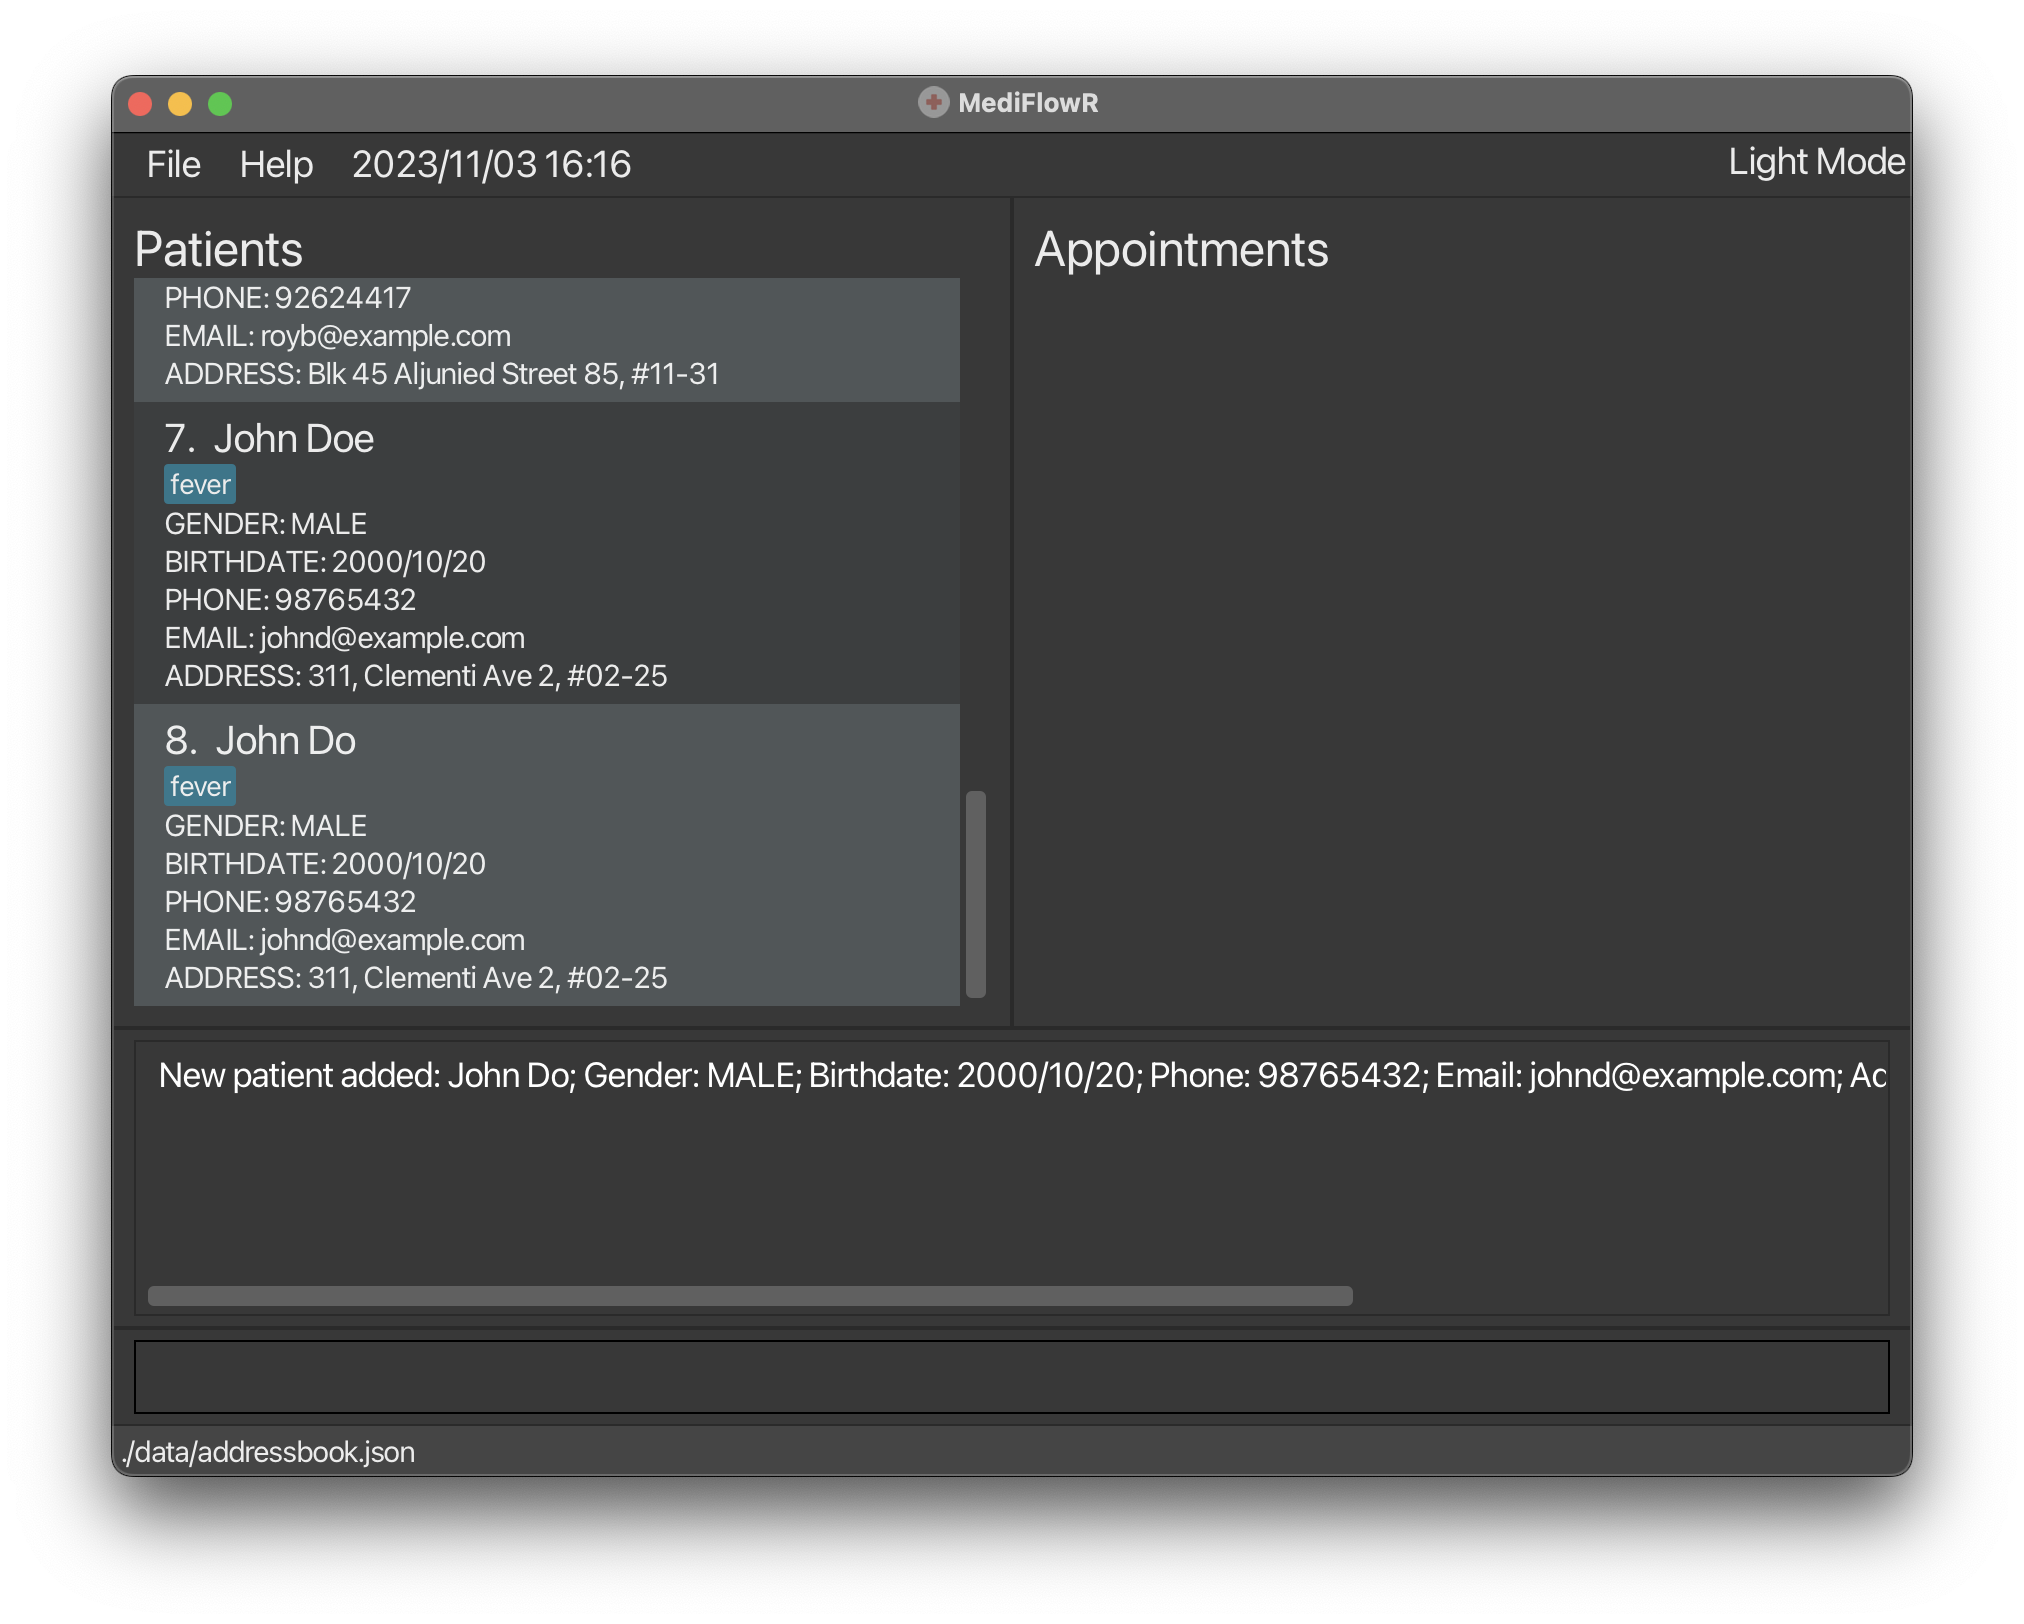 MediFlowR
File Help 2023/11/03 16:16 Light Mode
Patients
PHONE: 92624417
EMAIL: royb@example.com
ADDRESS: Blk 45 Aljunied Street 85, #11-31
7. John Doe
fever
GENDER: MALE
BIRTHDATE: 2000/10/20
PHONE: 98765432
EMAIL: johnd@example.com
ADDRESS: 311, Clementi Ave 2, #02-25
8. John Do
fever
GENDER: MALE
BIRTHDATE: 2000/10/20
PHONE: 98765432
EMAIL: johnd@example.com
ADDRESS: 311, Clementi Ave 2, #02-25
Appointments
New patient added: John Do; Gender: MALE; Birthdate: 2000/10/20; Phone: 98765432; Email: johnd@example.com;
./data/addressbook.json